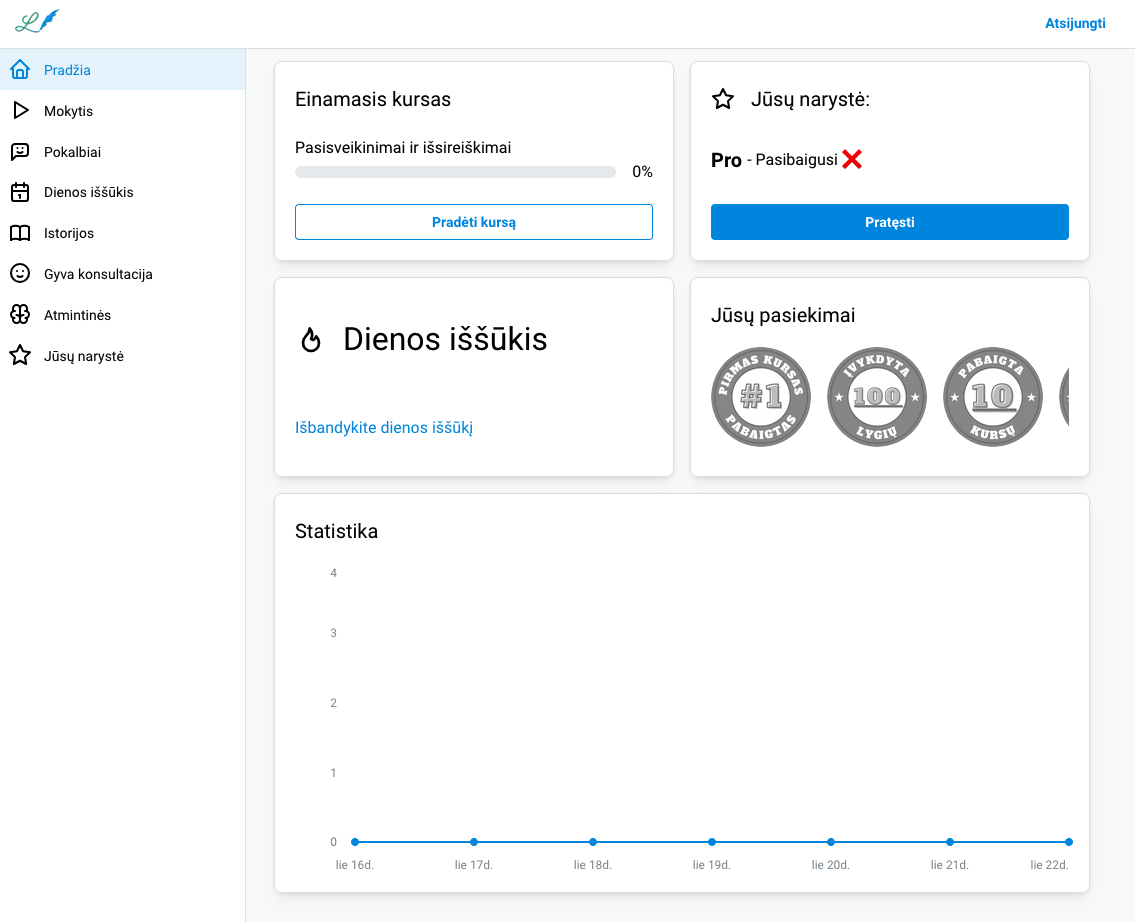 Atsijungti
Pradžia
Mokytis
Pokalbiai
Dienos iššūkis
Istorijos
Gyva konsultacija
Atmintinės
Jūsų narystė
Einamasis kursas
Pasisveikinimai ir išsireiškimai
0%
Pradėti kursą
Jūsų narystė:
Pro - Pasibaigusi
Pratęsti
Dienos iššūkis
Išbandykite dienos iššūkį
Jūsų pasiekimai
PIRMAS KURSAS
#1
PABAIGTAS
ĮVYKDYTA
100
LYGIŲ
PABAIGTA
10
KURSŲ
Statistika
4
3
2
1
0
lie 16d. lie 17d. lie 18d. lie 19d. lie 20d. lie 21d. lie 22d.